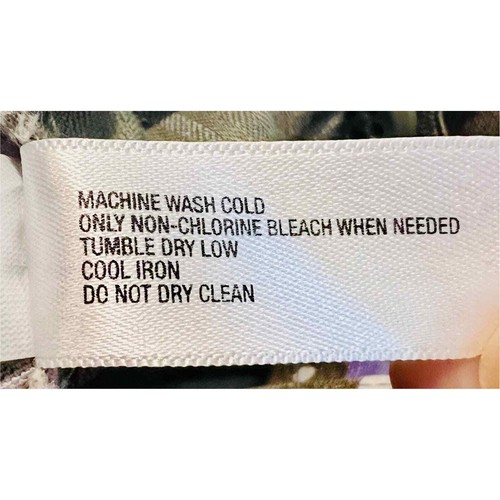 MACHINE WASH COLD
ONLY NON-CHLORINE BLEACH WHEN NEEDED
TUMBLE DRY LOW
COOL IRON
DO NOT DRY CLEAN